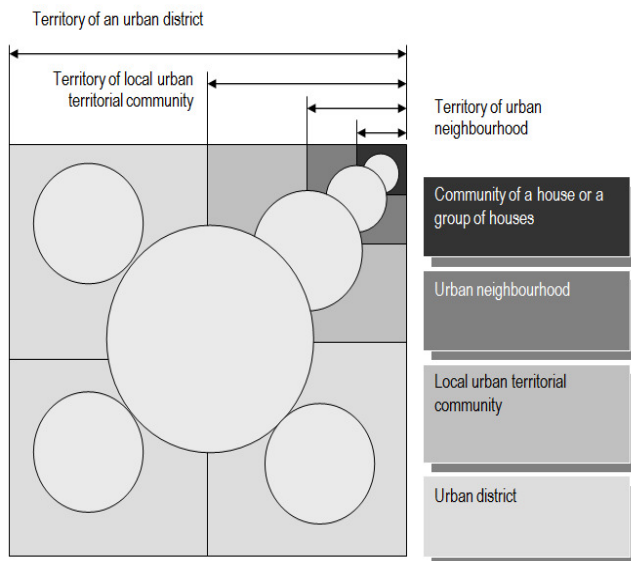 Territory of an urban district
Territory of local urban
territorial community
Territory of urban
neighbourhood
Community of a house or a
group of houses
Urban neighbourhood
Local urban territorial
community
Urban district